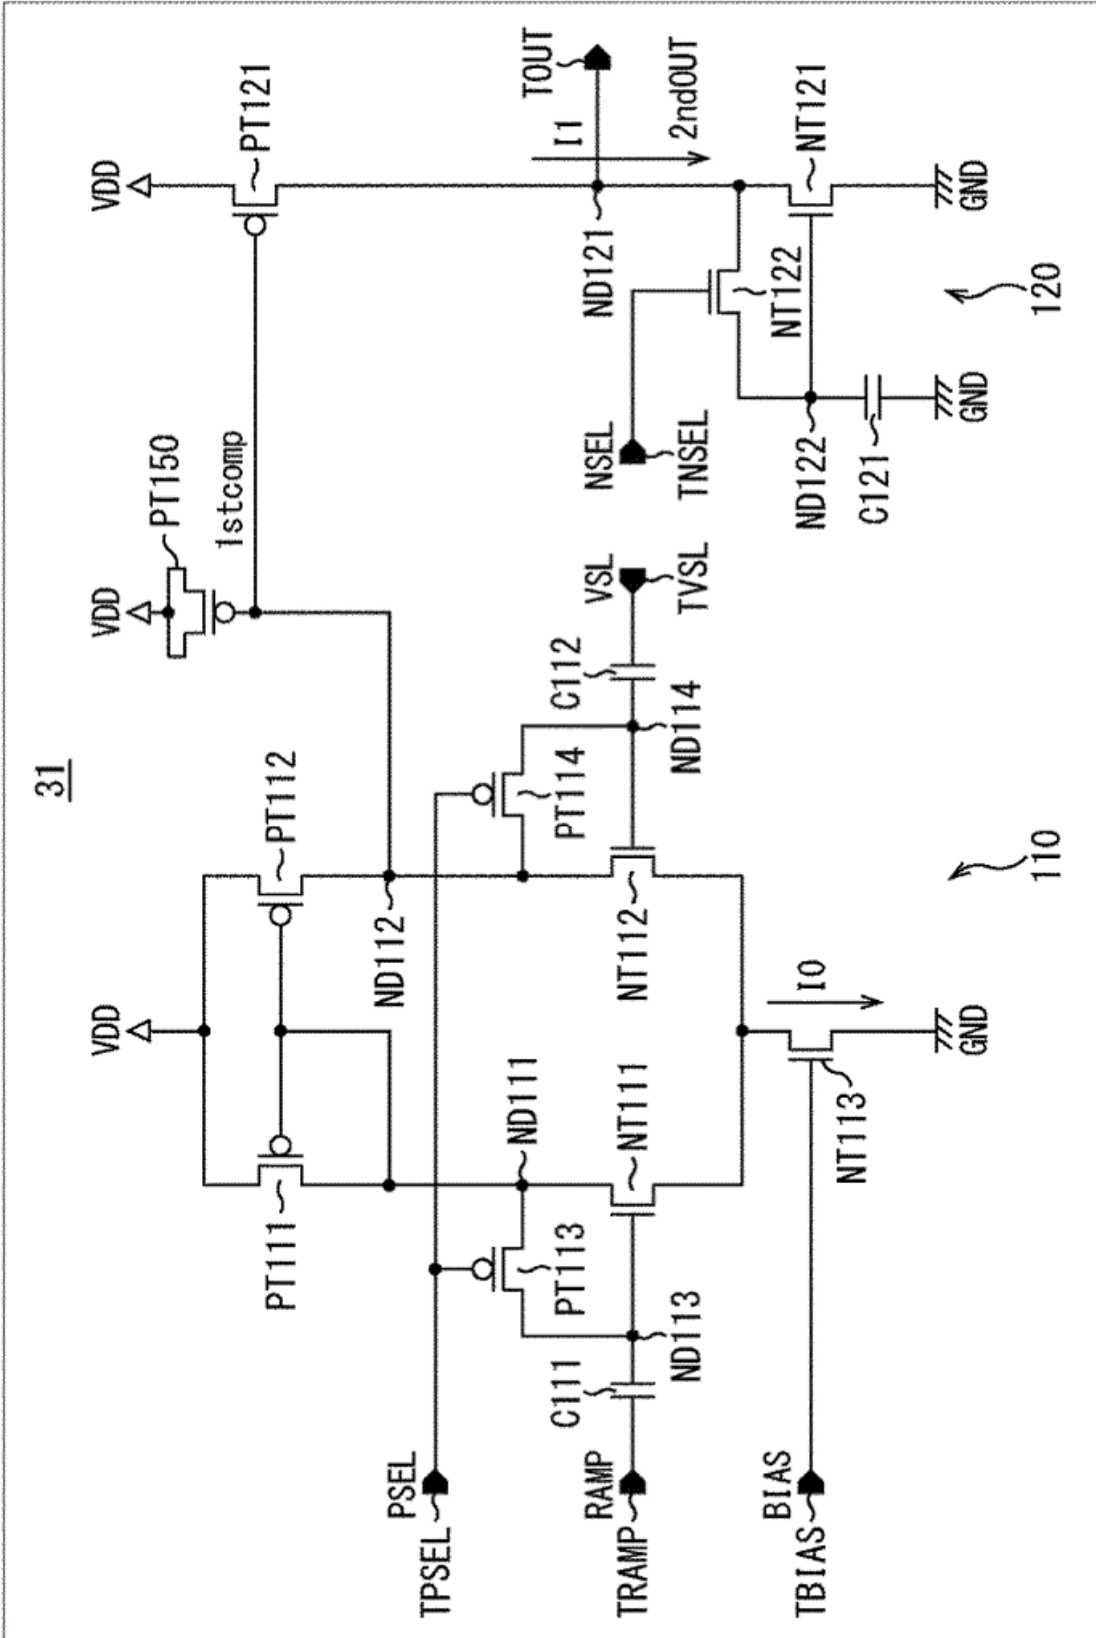 31
VDD
VDD
VDD
PT111
PT112
PT150
PT121
1stcomp
ND112
PSEL
TPSEL
ND111
PT113
PT114
C111
C112
RAMP
TRAMP
ND113
NT111
NT112
ND114
VSL
TVSL
NSEL
TNSEL
ND121
I1
TOUT
2ndOUT
NT122
NT121
ND122
C121
BIAS
TBIAS
NT113
I0
GND
GND
GND
110
120